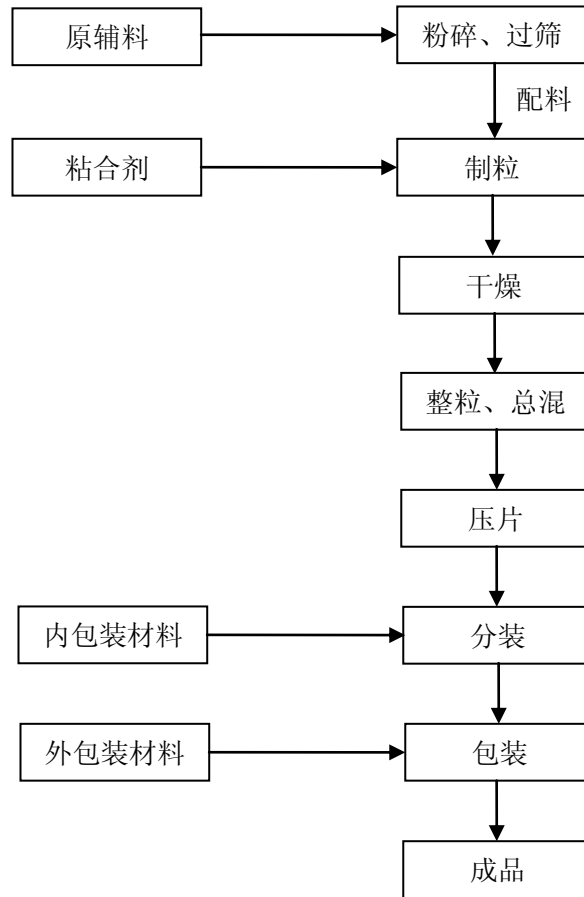 原辅料
粉碎、过筛
配料
粘合剂
制粒
干燥
整粒、总混
压片
内包装材料
分装
外包装材料
包装
成品